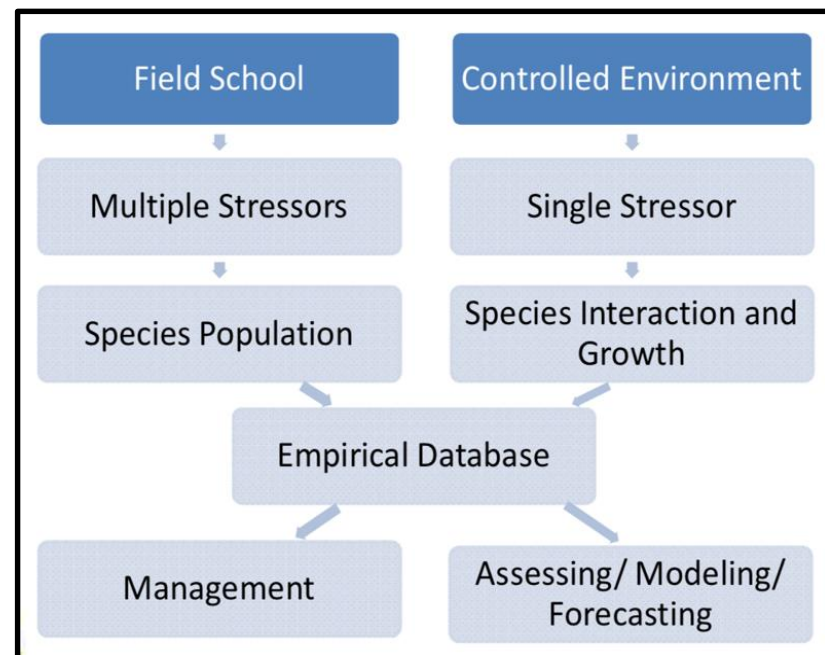 Field School
Controlled Environment
Multiple Stressors
Single Stressor
Species Population
Species Interaction and
Growth
Empirical Database
Management
Assessing/ Modeling/
Forecasting